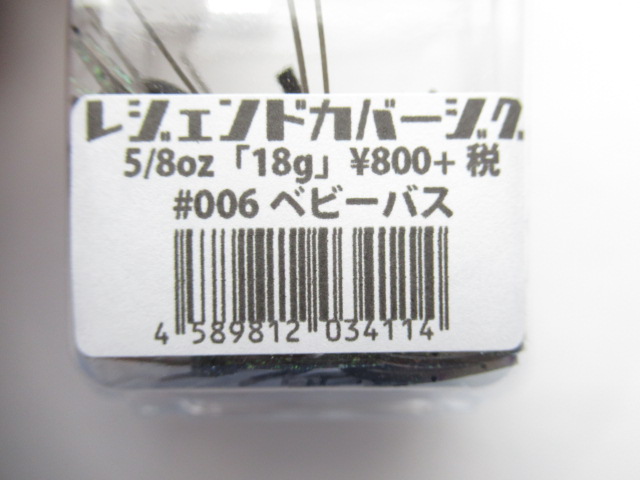 レジェンドカバージグ
5/8oz「18g」¥800+ 税
#006 ベビーバス
4 589812 034114